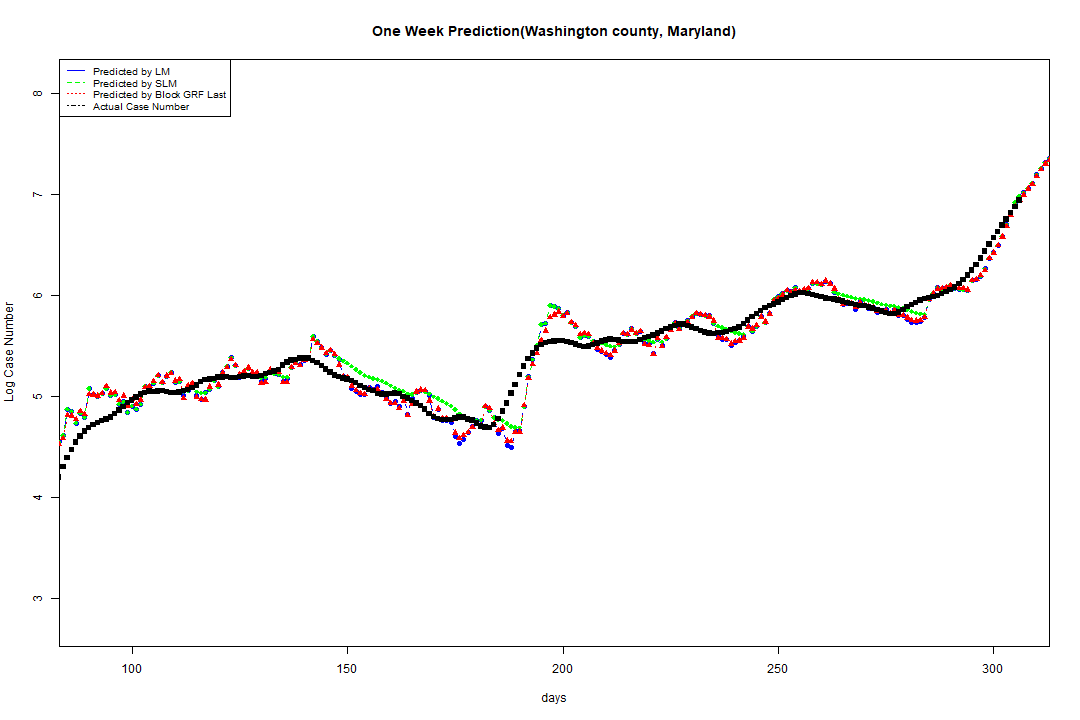 One Week Prediction(Washington county, Maryland)
Predicted by LM
Predicted by SLM
Predicted by Block GRF Last
Actual Case Number
8
7
6
5
4
3
Log Case Number
100 150 200 250 300
days